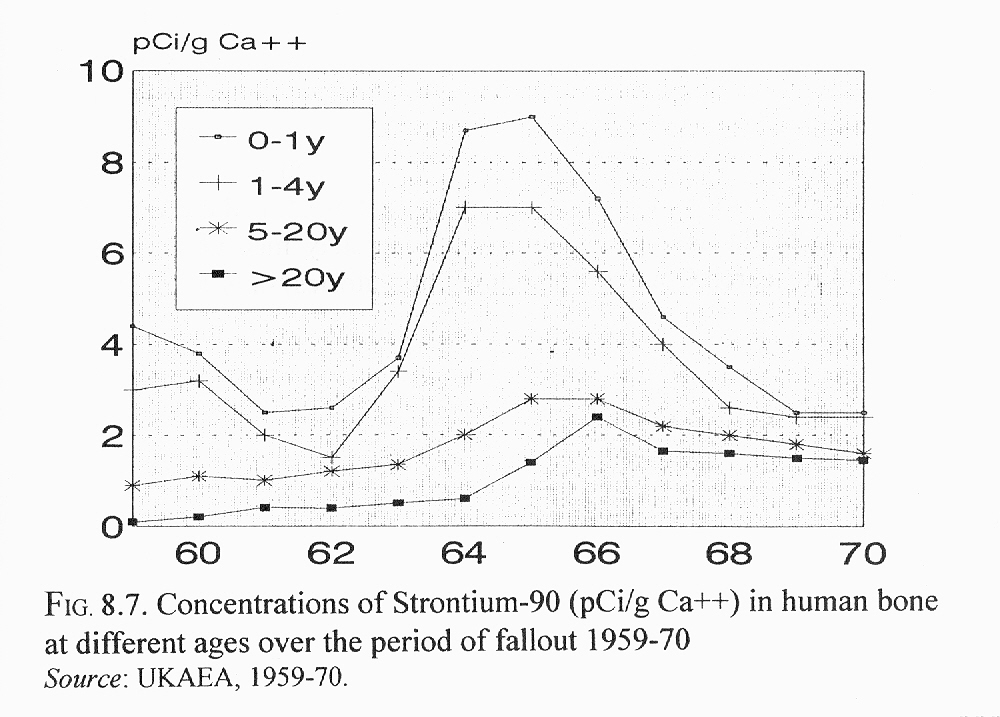 pCi/g Ca++
10
8
6
4
2
0
0-1y
1-4y
5-20y
>20y
60 62 64 66 68 70
FIG. 8.7. Concentrations of Strontium-90 (pCi/g Ca++) in human bone
at different ages over the period of fallout 1959-70
Source: UKAEA, 1959-70.